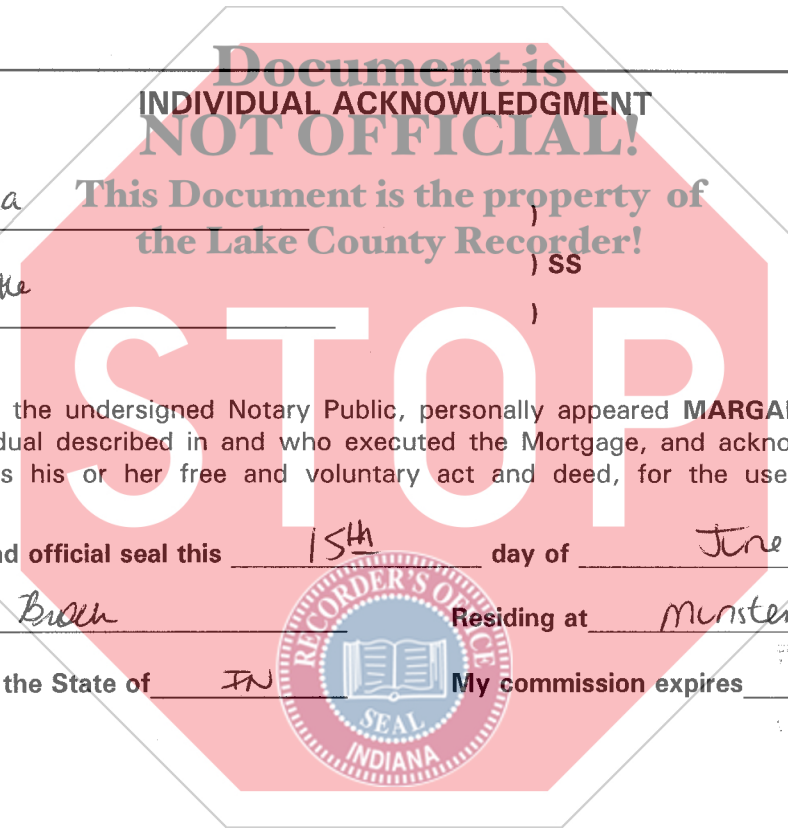 Document is
INDIVIDUAL ACKNOWLEDGMENT
NOT OFFICIAL!
This Document is the property of
the Lake County Recorder!
a
)
) SS
)
STOP
the undersigned Notary Public, personally appeared MARGA
dual described in and who executed the Mortgage, and ackno
s his or her free and voluntary act and deed, for the use
nd official seal this 15th day of June
Residing at Munster
the State of IN My commission expires
RECORDER'S OFFICE
SEAL
INDIANA